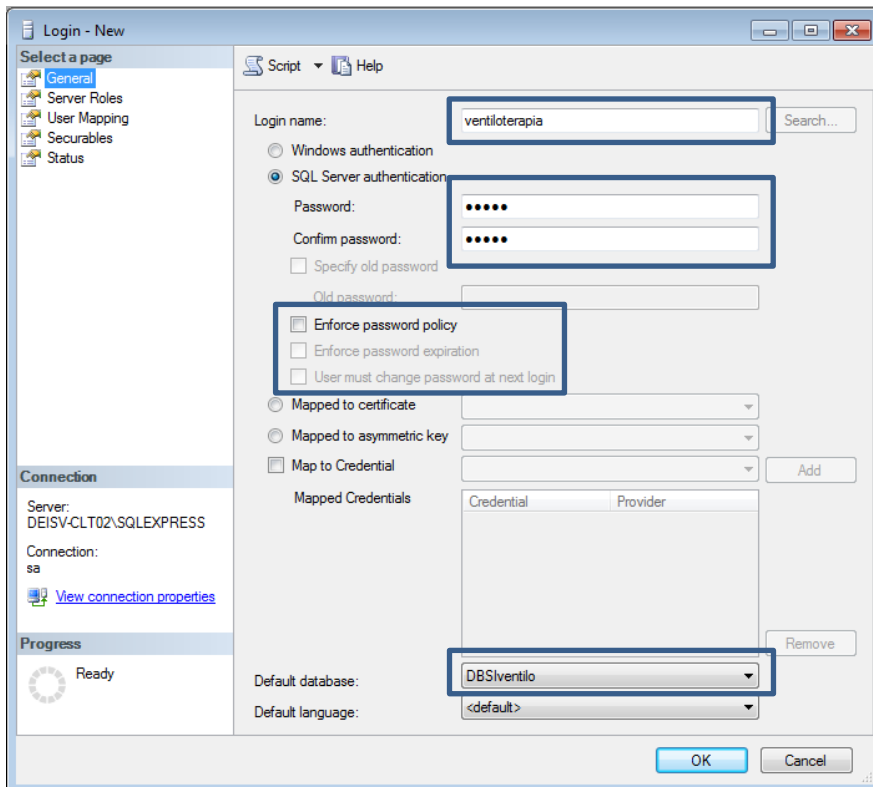 Login - New
Select a page
General
Server Roles
User Mapping
Securables
Status
Script Help
Login name: ventiloterapia Search...
Windows authentication
SQL Server authentication
Password: •••••
Confirm password: •••••
Specify old password
Old password:
Enforce password policy
Enforce password expiration
User must change password at next login
Mapped to certificate
Mapped to asymmetric key
Map to Credential Add
Mapped Credentials Credential Provider
Remove
Default database: DBSIventilo
Default language: <default>
Connection
Server:
DEISV-CLT02\SQLEXPRESS
Connection:
sa
View connection properties
Progress
Ready
OK Cancel